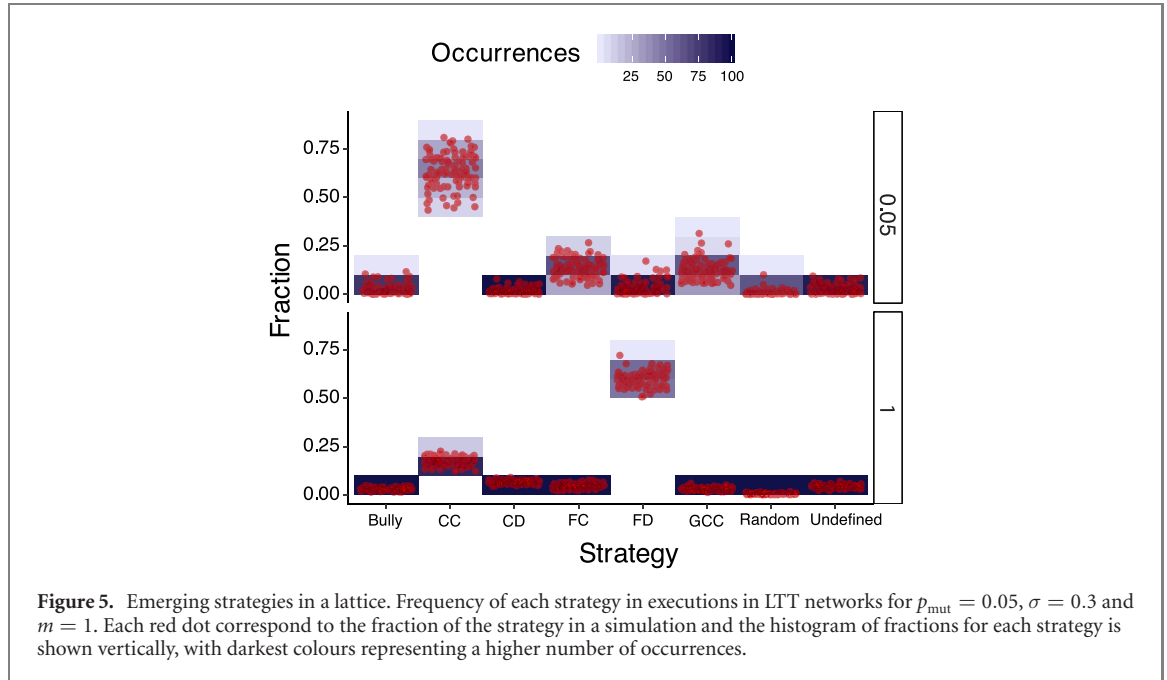 Occurrences
25 50 75 100
0.75
0.50
0.25
0.00
0.05
Fraction
0.75
0.50
0.25
0.00
1
Bully CC CD FC FD GCC Random Undefined
Strategy
Figure 5. Emerging strategies in a lattice. Frequency of each strategy in executions in LTT networks for pmut = 0.05, σ = 0.3 and
m = 1. Each red dot correspond to the fraction of the strategy in a simulation and the histogram of fractions for each strategy is
shown vertically, with darkest colours representing a higher number of occurrences.